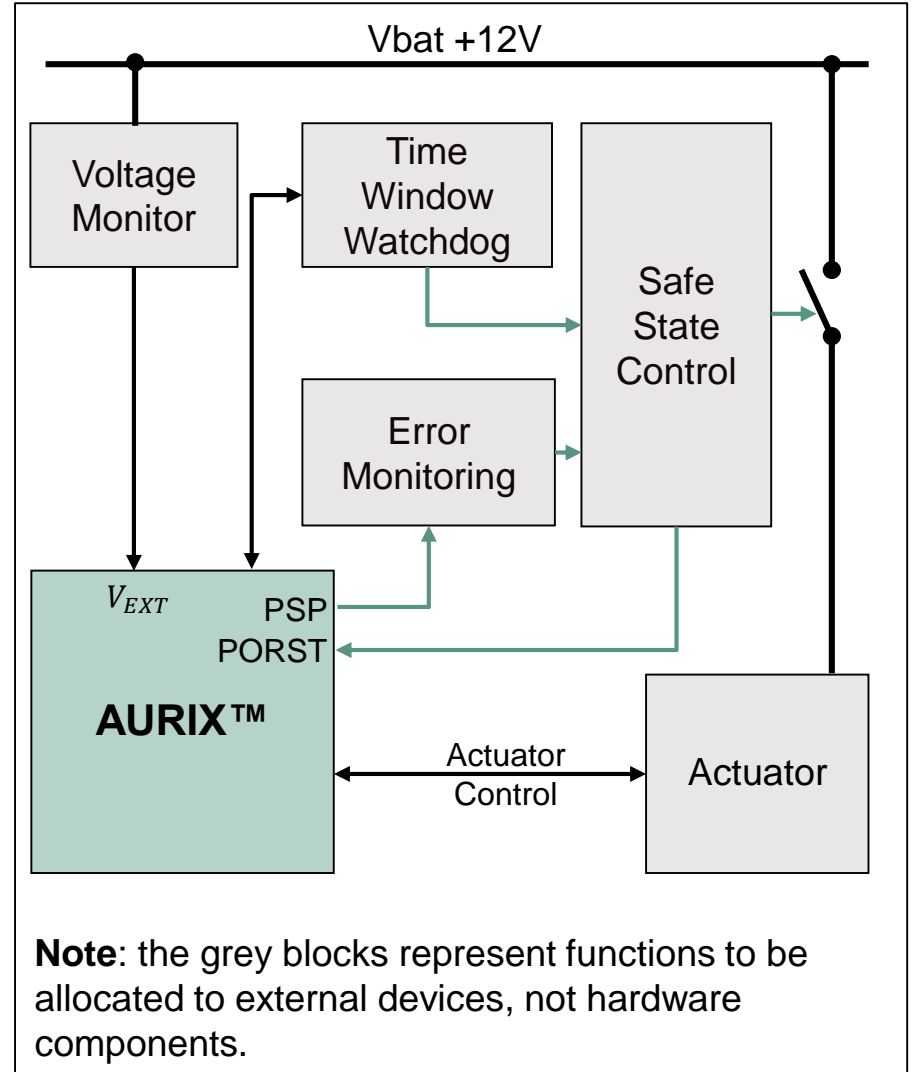 Vbat +12V
Voltage
Monitor
Time
Window
Watchdog
Safe
State
Control
Error
Monitoring
V_EXT
PSP
PORST
AURIX™
Actuator
Control
Actuator
Note: the grey blocks represent functions to be
allocated to external devices, not hardware
components.